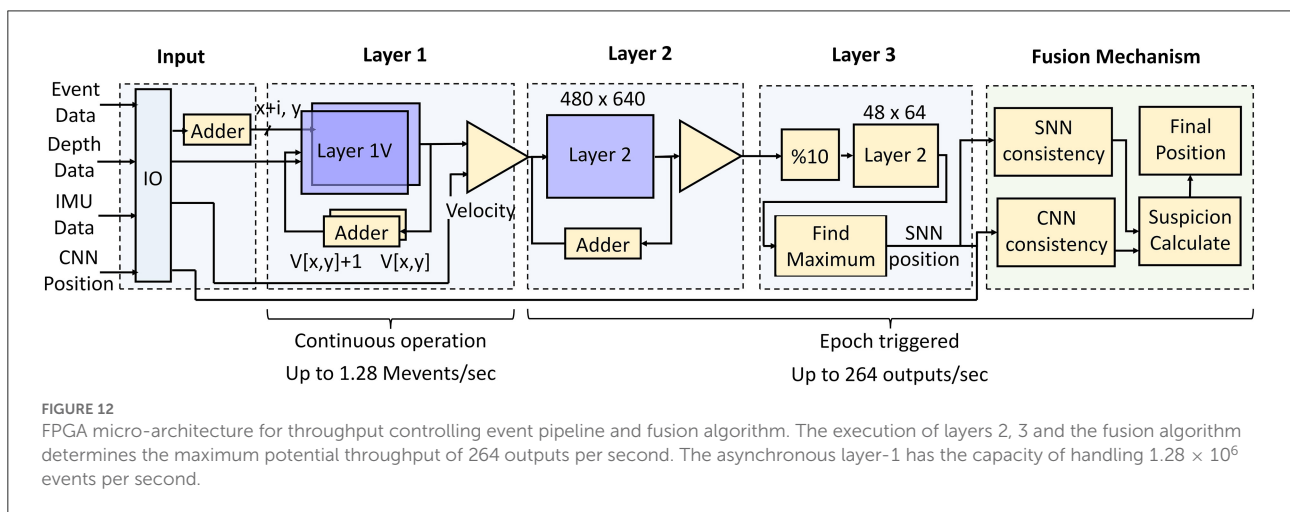 Input
Layer 1
Layer 2
Layer 3
Fusion Mechanism
Event
Data
Depth
Data
IMU
Data
CNN
Position
IO
Adder
x+i, y
Layer 1V
Adder
V[x,y]+1
V[x,y]
Velocity
480 x 640
Layer 2
Adder
%10
48 x 64
Layer 2
Find
Maximum
SNN
position
SNN
consistency
CNN
consistency
Final
Position
Suspicion
Calculate
Continuous operation
Up to 1.28 Mevents/sec
Epoch triggered
Up to 264 outputs/sec
FIGURE 12
FPGA micro-architecture for throughput controlling event pipeline and fusion algorithm. The execution of layers 2, 3 and the fusion algorithm
determines the maximum potential throughput of 264 outputs per second. The asynchronous layer-1 has the capacity of handling 1.28 × 10⁶
events per second.